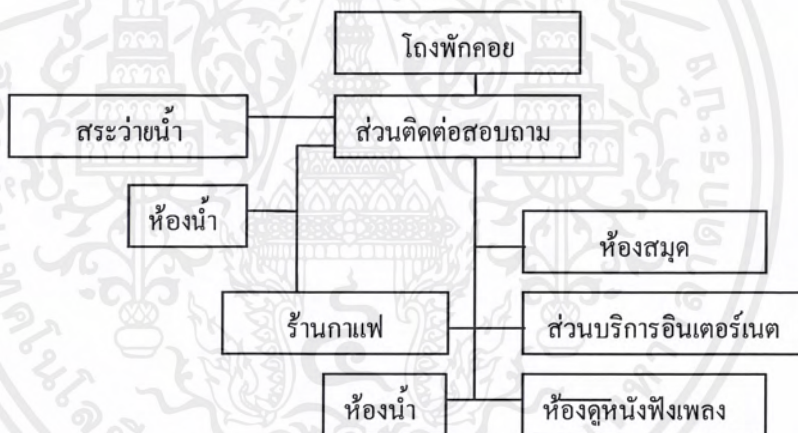 โถงพักคอย
สระว่ายน้ำ
ส่วนติดต่อสอบถาม
ห้องน้ำ
ห้องสมุด
ร้านกาแฟ
ส่วนบริการอินเตอร์เนต
ห้องน้ำ
ห้องดูหนังฟังเพลง